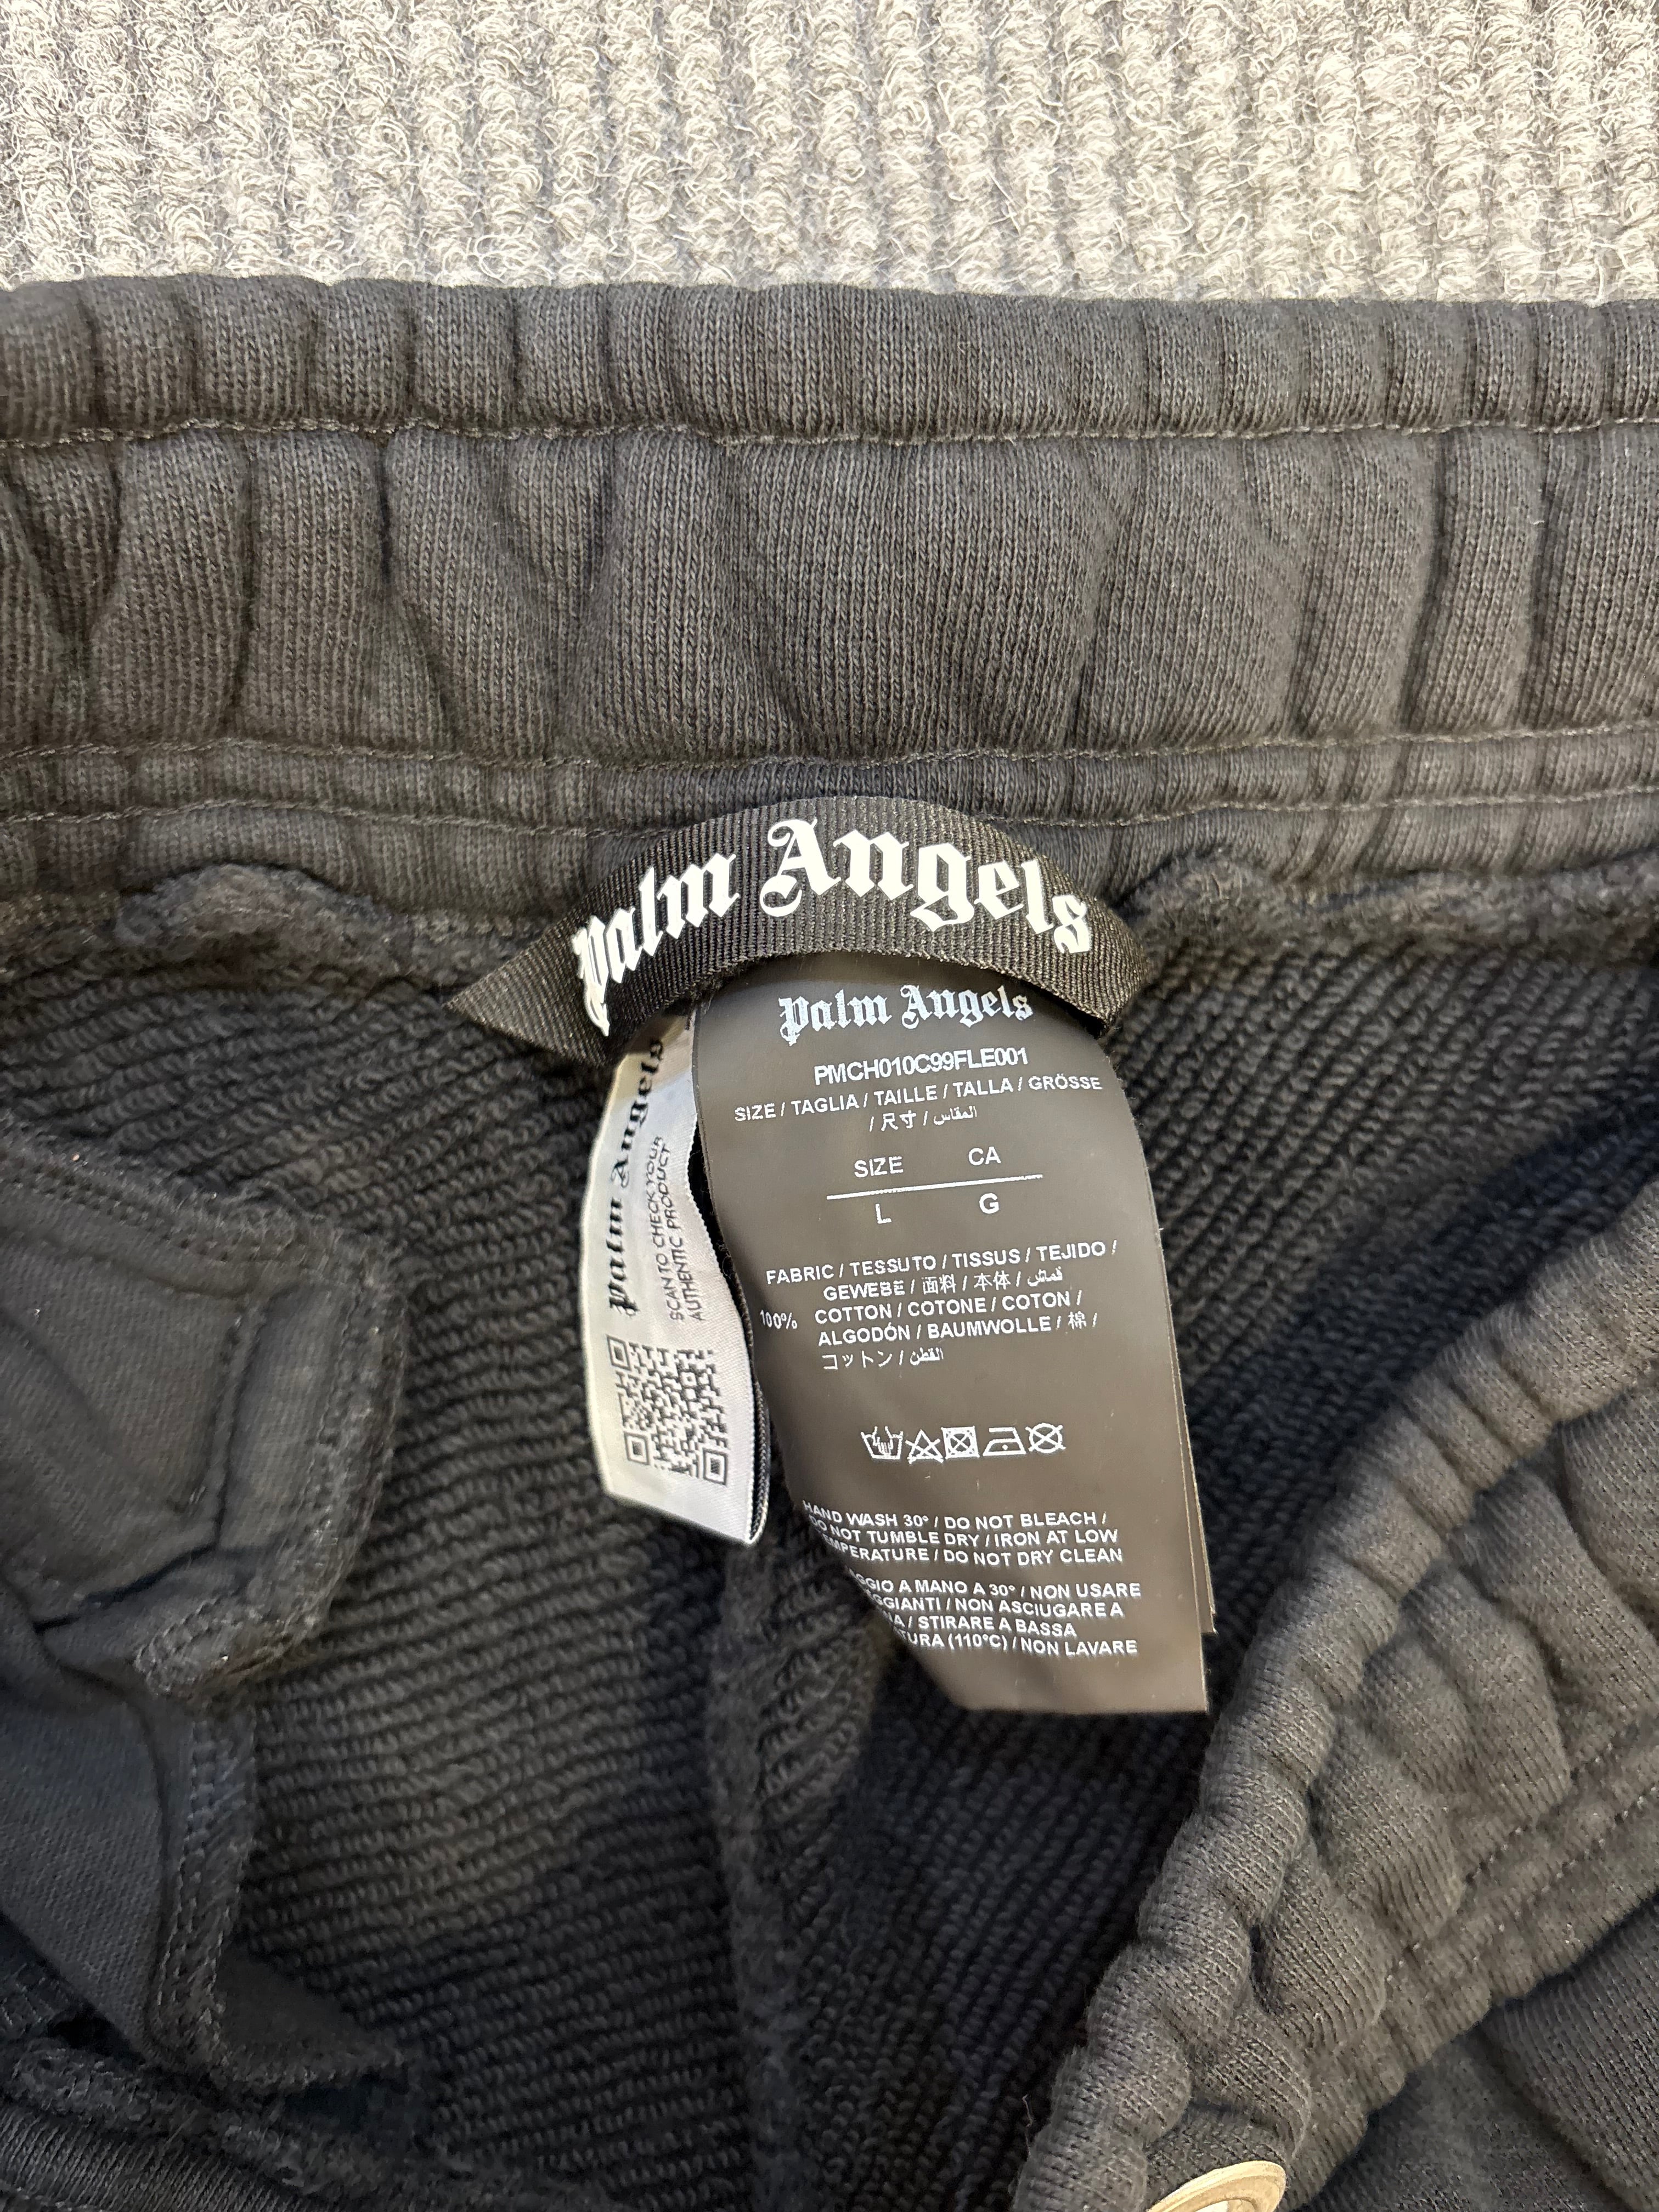 Palm Angels
Palm Angels
PMCH010C99FLE001
SIZE / TAGLIA / TAILLE / TALLA / GRÖSSE
/ 尺寸 / المقاس
SIZE CA
L G
FABRIC / TESSUTO / TISSUS / TEJIDO /
GEWEBE / 面料 / 本体 / قماش
100% COTTON / COTONE / COTON /
ALGODÓN / BAUMWOLLE / 棉 /
コットン / القطن
HAND WASH 30° / DO NOT BLEACH /
DO NOT TUMBLE DRY / IRON AT LOW
TEMPERATURE / DO NOT DRY CLEAN
A MANO A 30° / NON USARE
/ NON ASCIUGARE A
/ STIRARE A BASSA
(110°C) / NON LAVARE
Palm Angels
SCAN TO CHECK YOUR
AUTHENTIC PRODUCT